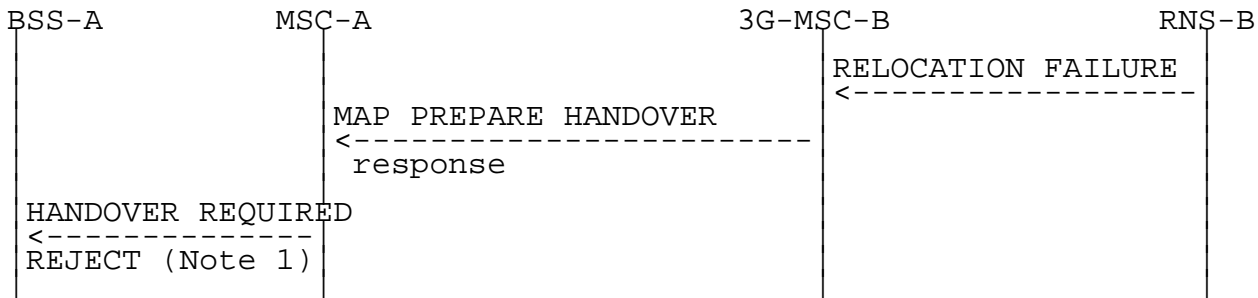 BSS-A MSC-A 3G-MSC-B RNS-B
RELOCATION FAILURE
MAP PREPARE HANDOVER
response
HANDOVER REQUIRED
REJECT (Note 1)